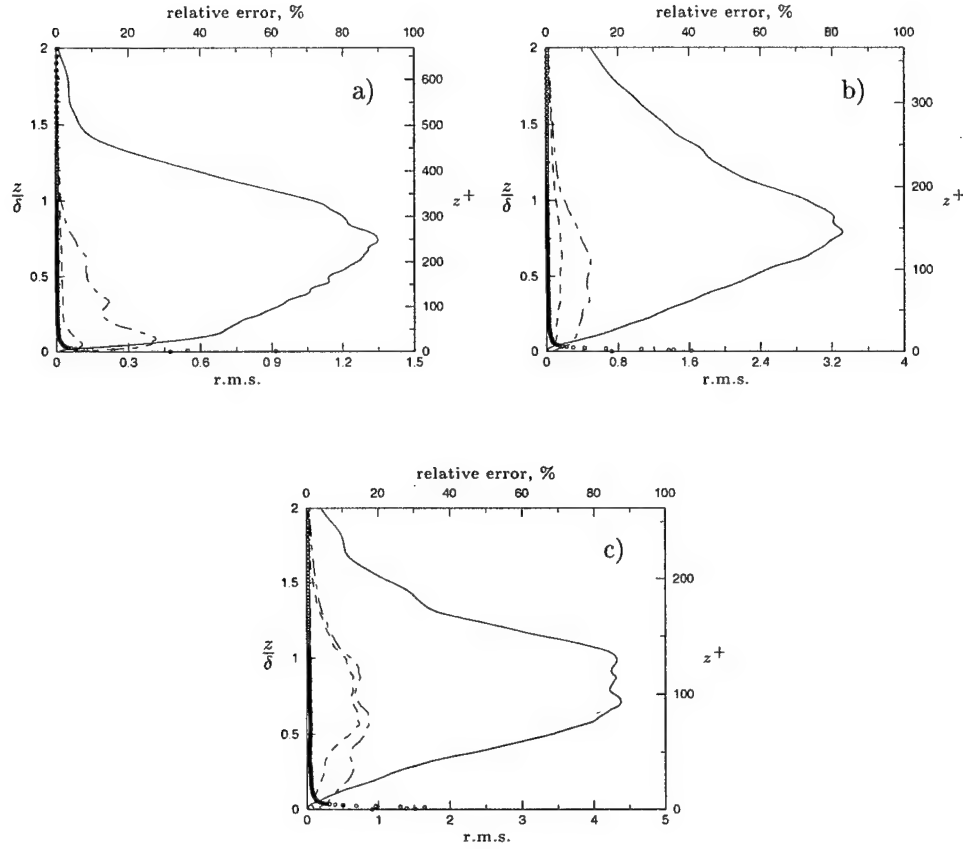 relative error, %
0 20 40 60 80 100
2
1.5
1
0.5
0
z/δ
a)
600
500
400
300
200
100
0
z+
0 0.3 0.6 0.9 1.2 1.5
r.m.s.
relative error, %
0 20 40 60 80 100
2
1.5
1
0.5
0
z/δ
b)
300
200
100
0
z+
0 0.8 1.6 2.4 3.2 4
r.m.s.
relative error, %
0 20 40 60 80 100
2
1.5
1
0.5
0
z/δ
c)
200
100
0
z+
0 1 2 3 4 5
r.m.s.